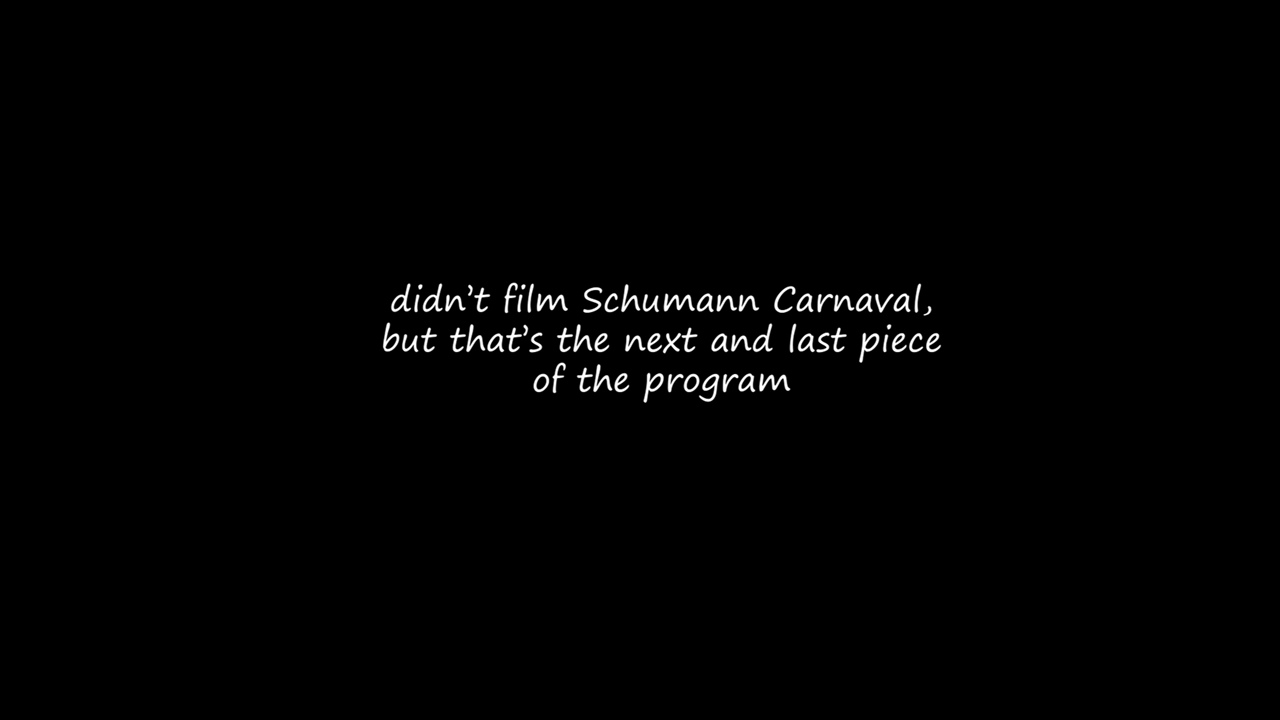 didn’t film Schumann Carnaval,
but that’s the next and last piece
of the program